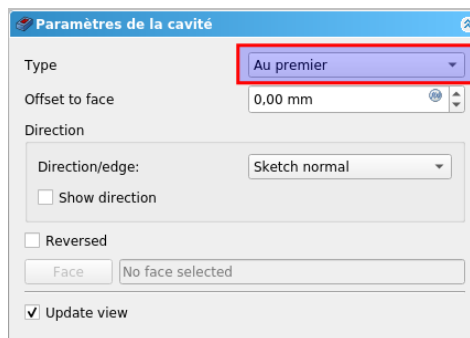 Paramètres de la cavité
Type Au premier
Offset to face 0,00 mm
Direction
Direction/edge: Sketch normal
Show direction
Reversed
Face No face selected
Update view